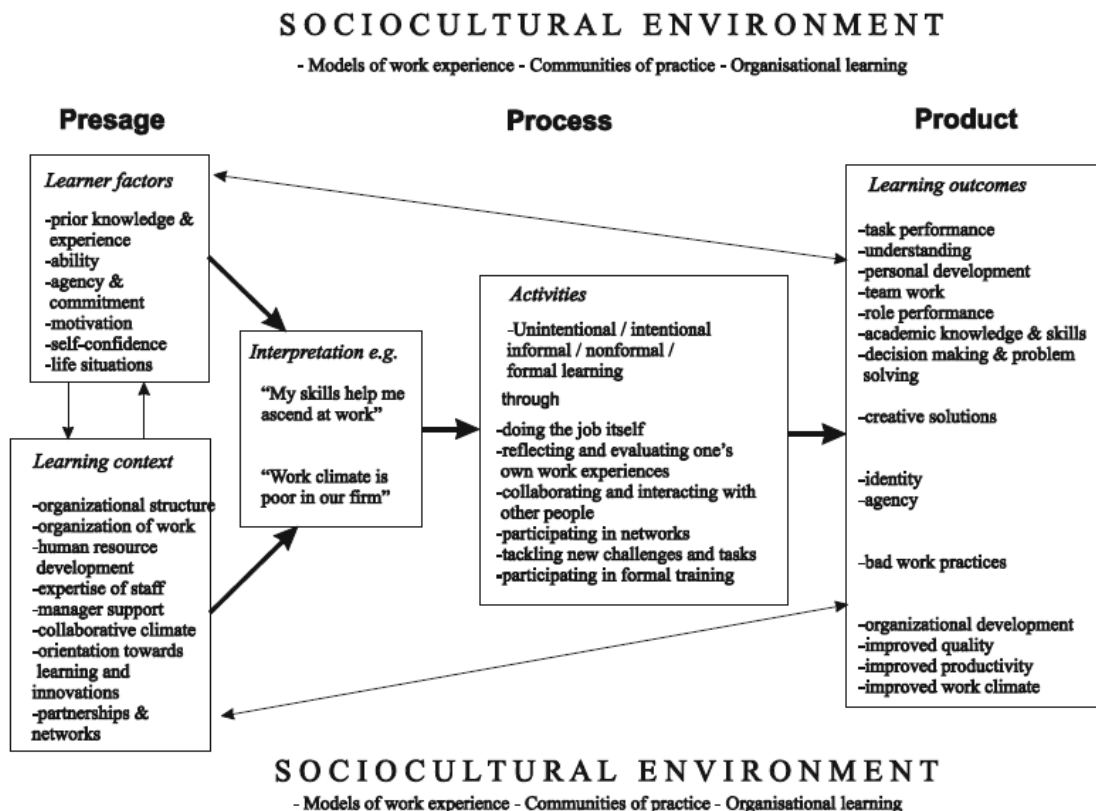 SOCIOCULTURAL ENVIRONMENT
- Models of work experience - Communities of practice - Organisational learning
Presage
Process
Product
Learner factors
-prior knowledge &
experience
-ability
-agency &
commitment
-motivation
-self-confidence
-life situations
Learning context
-organizational structure
-organization of work
-human resource
development
-expertise of staff
-manager support
-collaborative climate
-orientation towards
learning and
innovations
-partnerships &
networks
Interpretation e.g.
“My skills help me
ascend at work”
“Work climate is
poor in our firm”
Activities
-Unintentional / intentional
informal / nonformal /
formal learning
through
-doing the job itself
-reflecting and evaluating one’s
own work experiences
-collaborating and interacting with
other people
-participating in networks
-tackling new challenges and tasks
-participating in formal training
Learning outcomes
-task performance
-understanding
-personal development
-team work
-role performance
-academic knowledge & skills
-decision making & problem
solving
-creative solutions
-identity
-agency
-bad work practices
-organizational development
-improved quality
-improved productivity
-improved work climate
SOCIOCULTURAL ENVIRONMENT
- Models of work experience - Communities of practice - Organisational learning